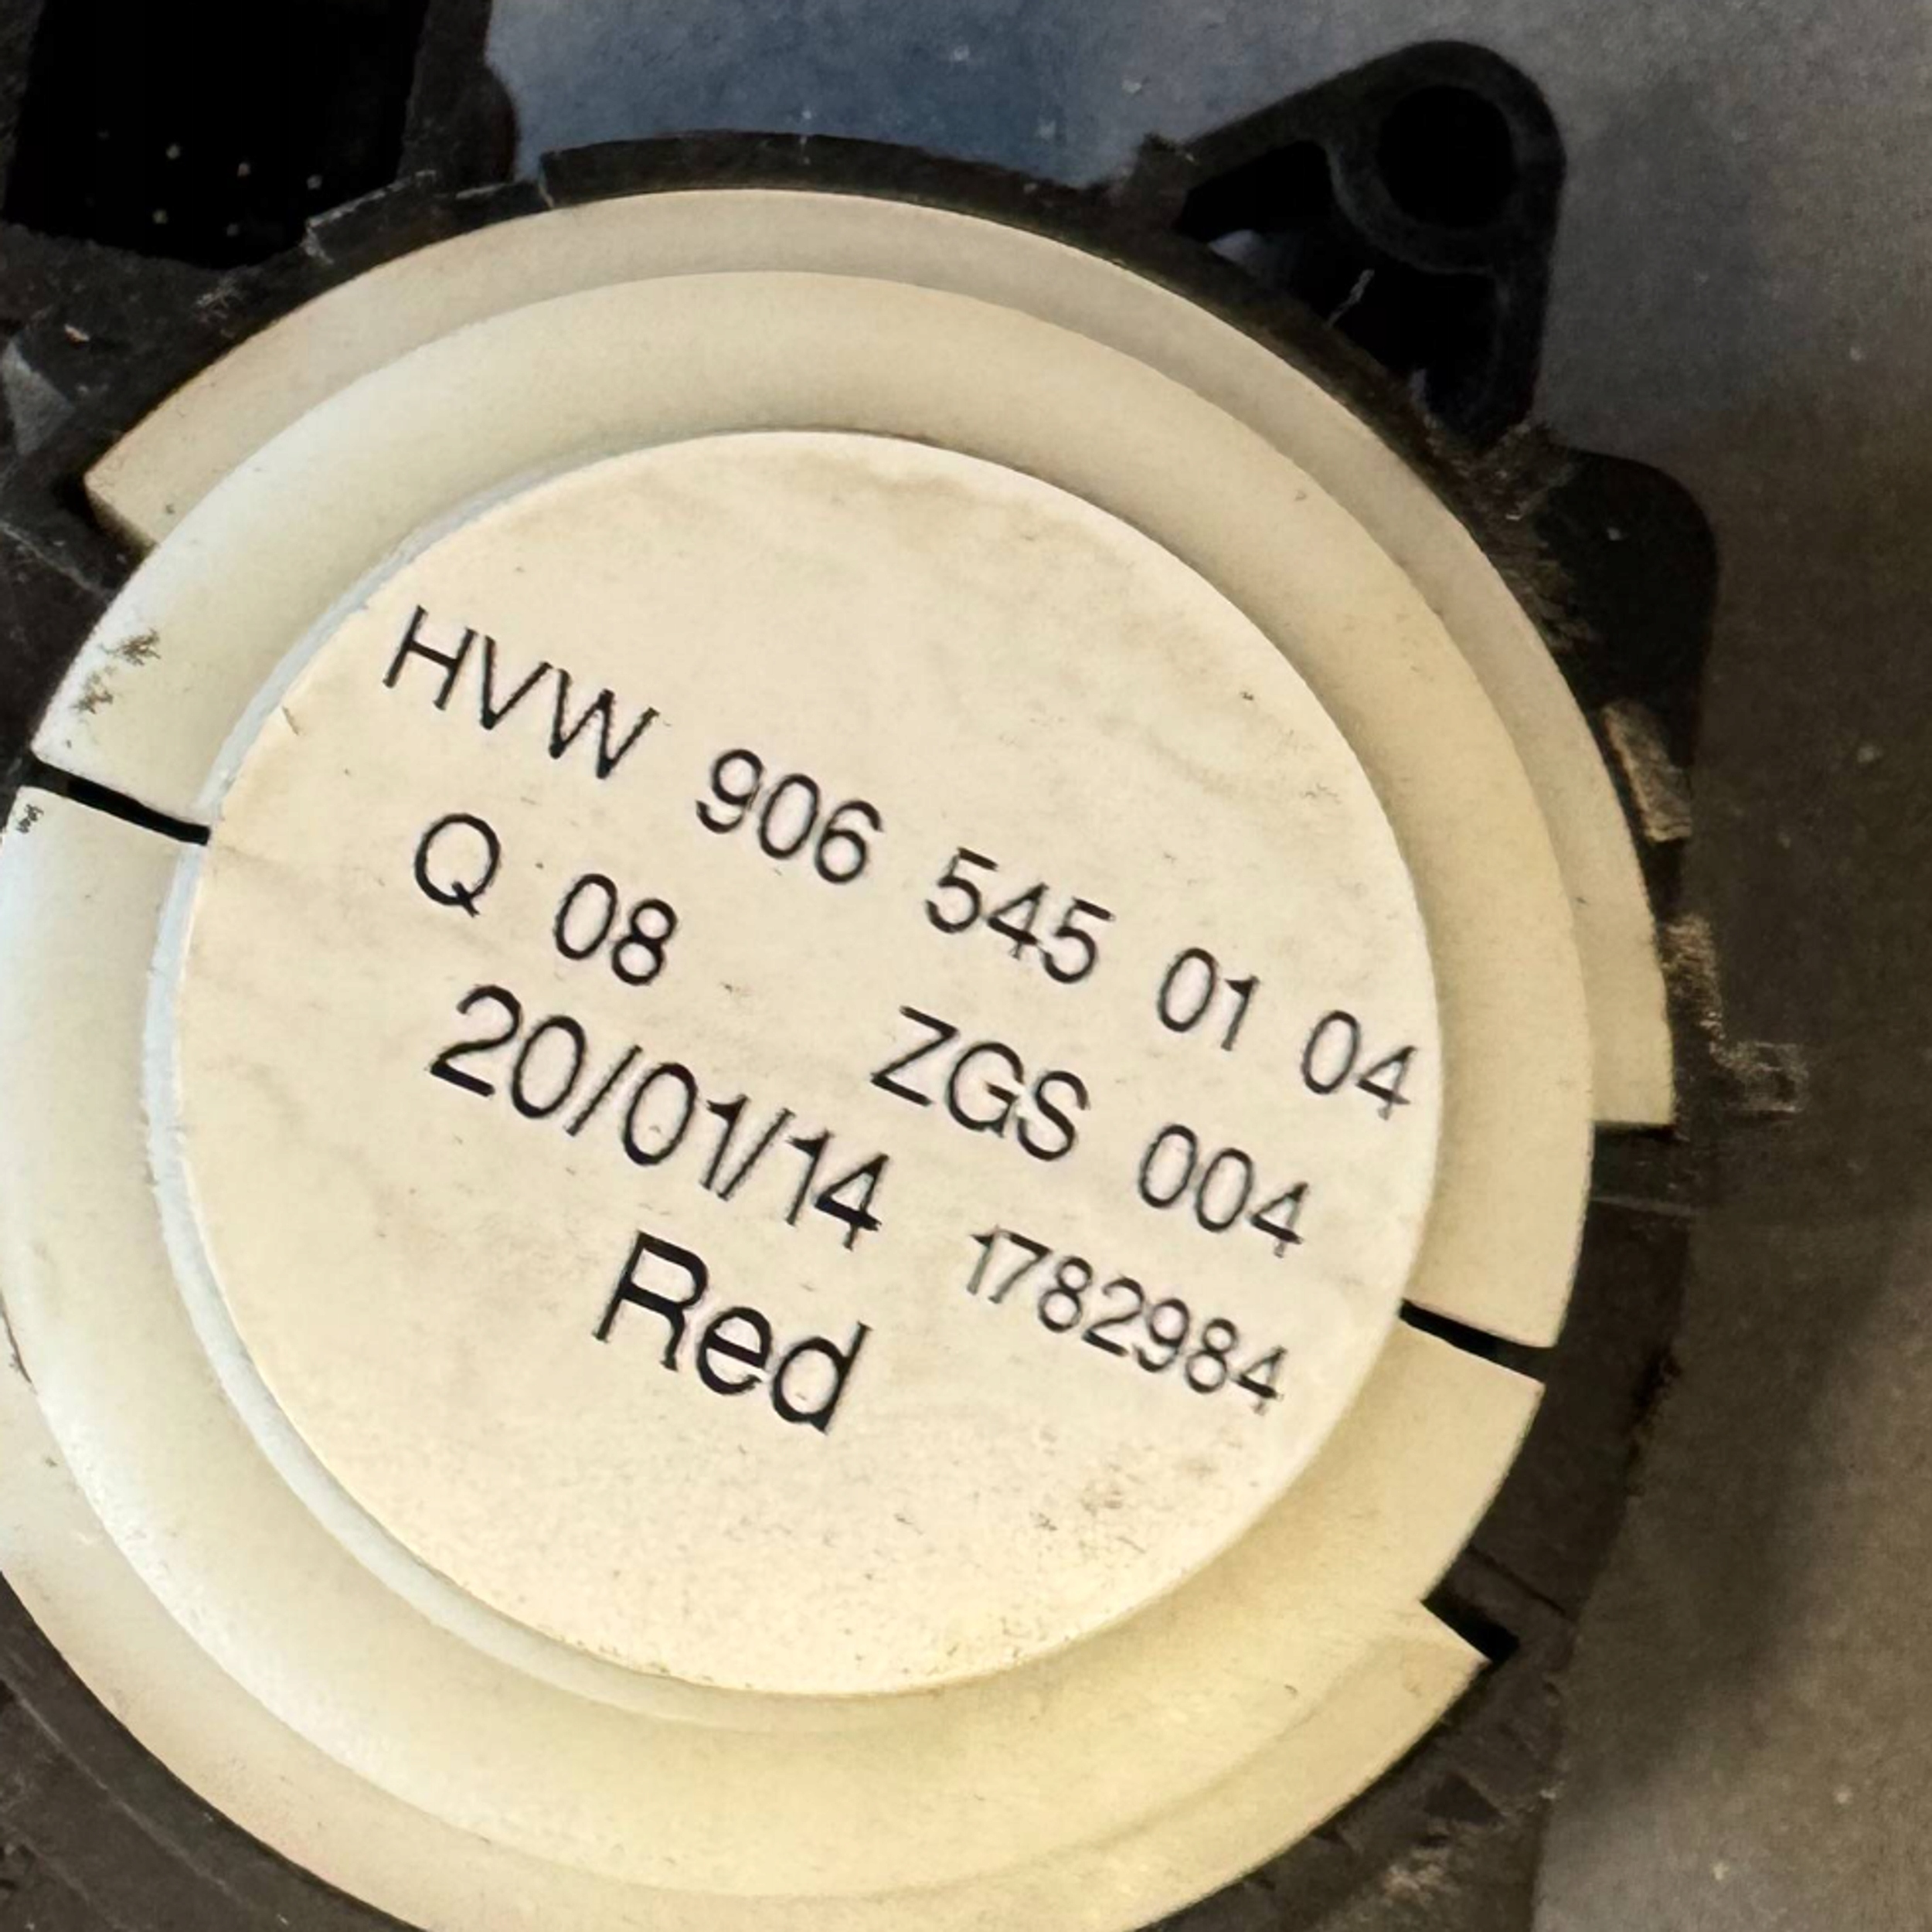 HVW 906 545 01 04
Q 08 ZGS 004
20/01/14 1782984
Red